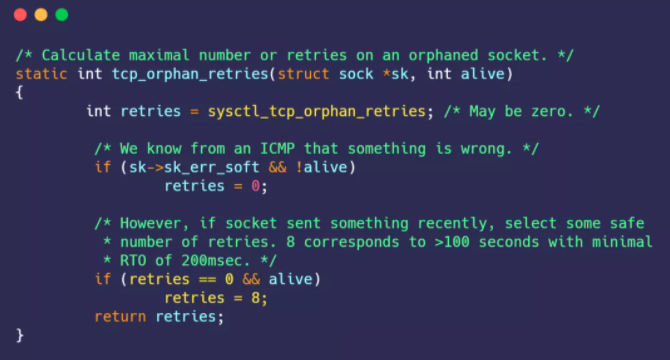 /* Calculate maximal number or retries on an orphaned socket. */
static int tcp_orphan_retries(struct sock *sk, int alive)
{
        int retries = sysctl_tcp_orphan_retries; /* May be zero. */

        /* We know from an ICMP that something is wrong. */
        if (sk->sk_err_soft && !alive)
                retries = 0;

        /* However, if socket sent something recently, select some safe
         * number of retries. 8 corresponds to >100 seconds with minimal
         * RTO of 200msec. */
        if (retries == 0 && alive)
                retries = 8;
        return retries;
}